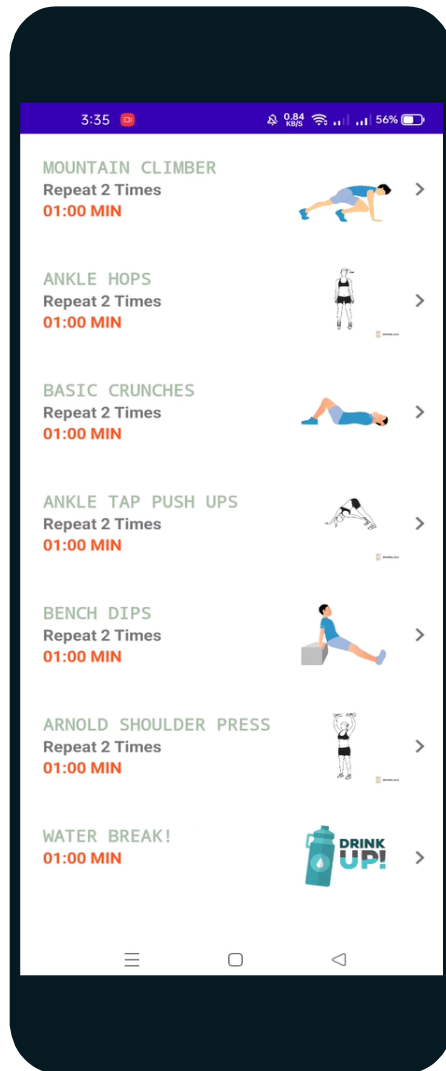 3:35
0.84 KB/S
56%
MOUNTAIN CLIMBER
Repeat 2 Times
01:00 MIN
ANKLE HOPS
Repeat 2 Times
01:00 MIN
BASIC CRUNCHES
Repeat 2 Times
01:00 MIN
ANKLE TAP PUSH UPS
Repeat 2 Times
01:00 MIN
BENCH DIPS
Repeat 2 Times
01:00 MIN
ARNOLD SHOULDER PRESS
Repeat 2 Times
01:00 MIN
WATER BREAK!
01:00 MIN
DRINK
UP!